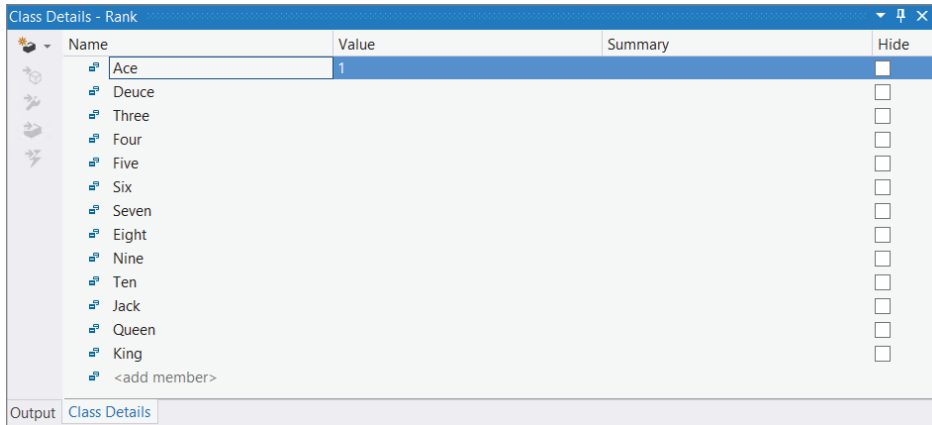 Class Details - Rank
Name Value Summary Hide
Ace 1
Deuce
Three
Four
Five
Six
Seven
Eight
Nine
Ten
Jack
Queen
King
<add member>
Output Class Details